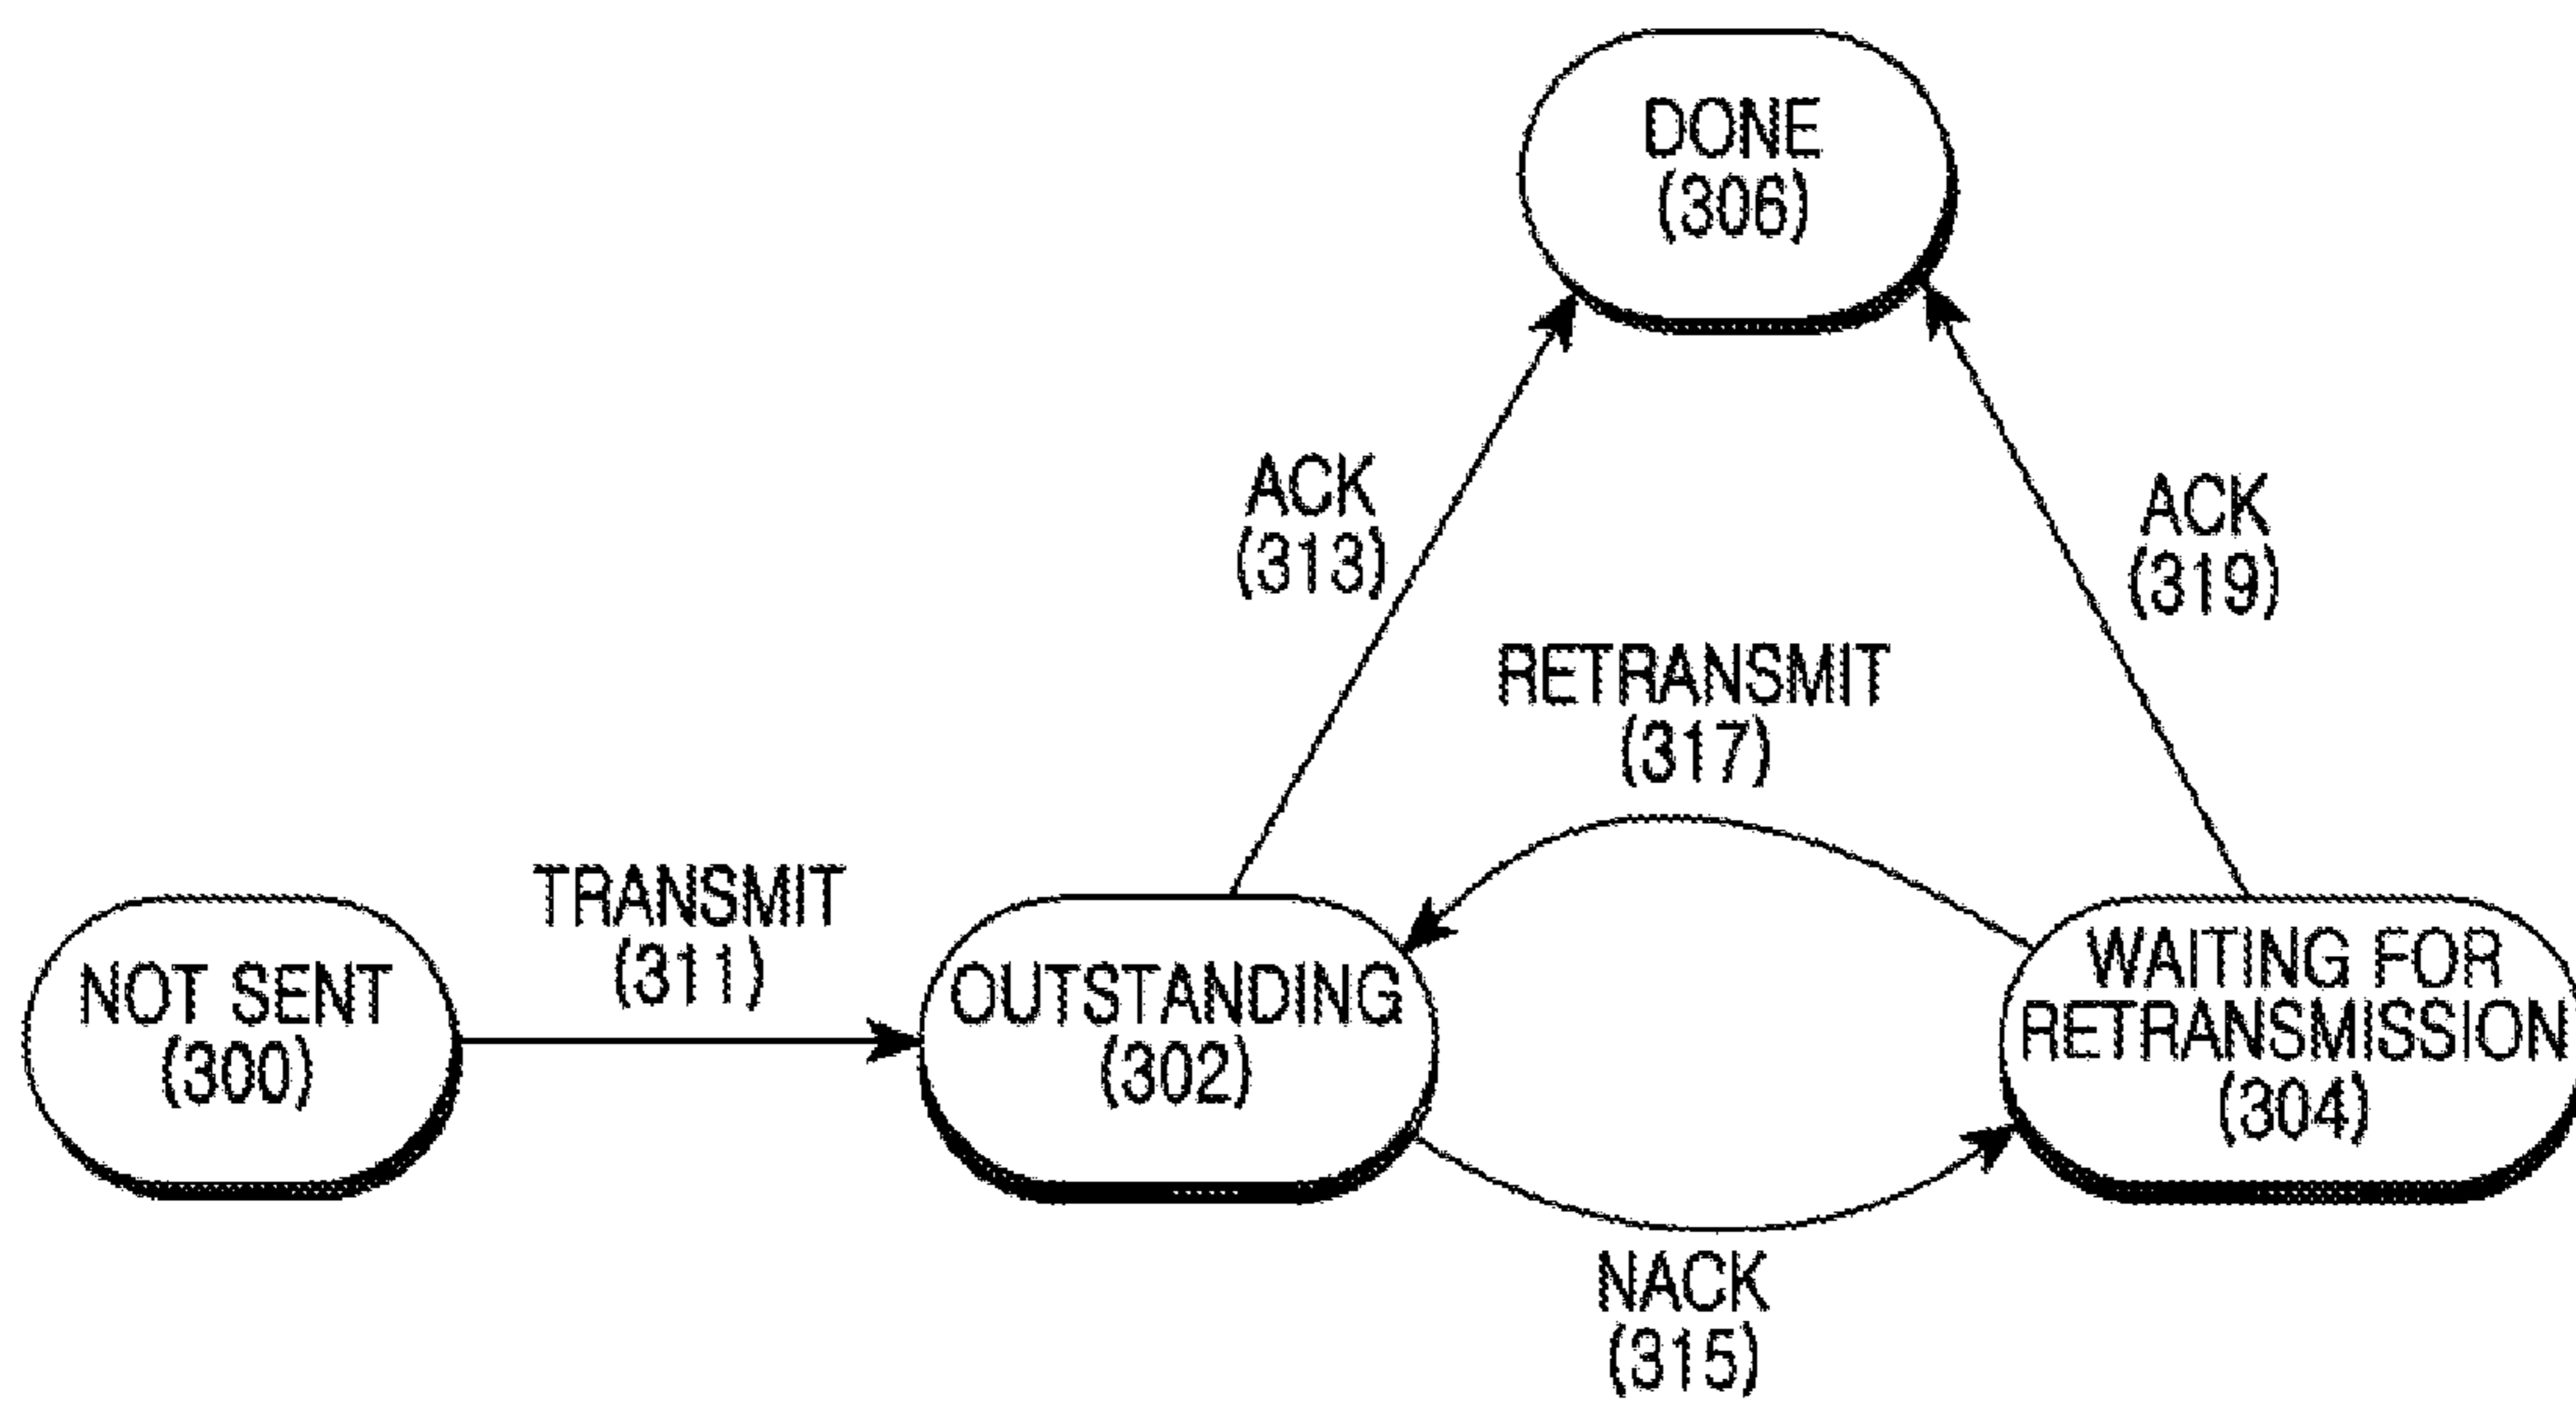 DONE
(306)
ACK
(313)
ACK
(319)
RETRANSMIT
(317)
TRANSMIT
(311)
NOT SENT
(300)
OUTSTANDING
(302)
WAITING FOR
RETRANSMISSION
(304)
NACK
(315)